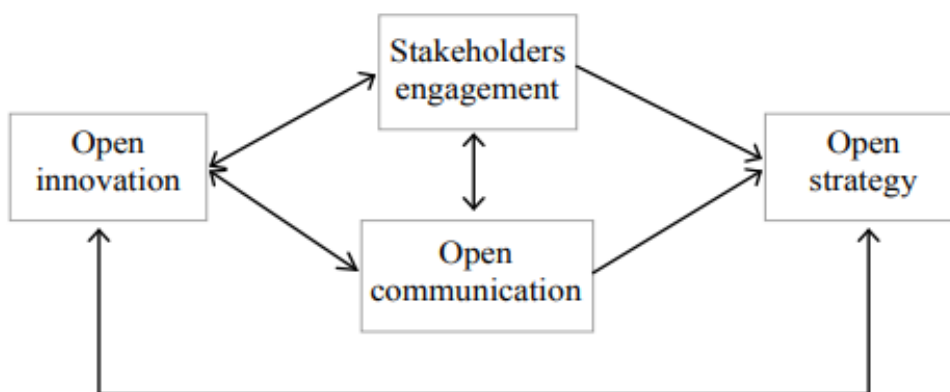 Stakeholders
engagement
Open
innovation
Open
strategy
Open
communication